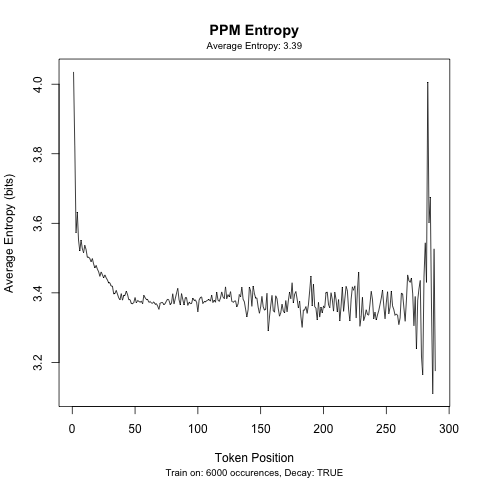 PPM Entropy
Average Entropy: 3.39
Average Entropy (bits)
4.0
3.8
3.6
3.4
3.2
0 50 100 150 200 250 300
Token Position
Train on: 6000 occurences, Decay: TRUE